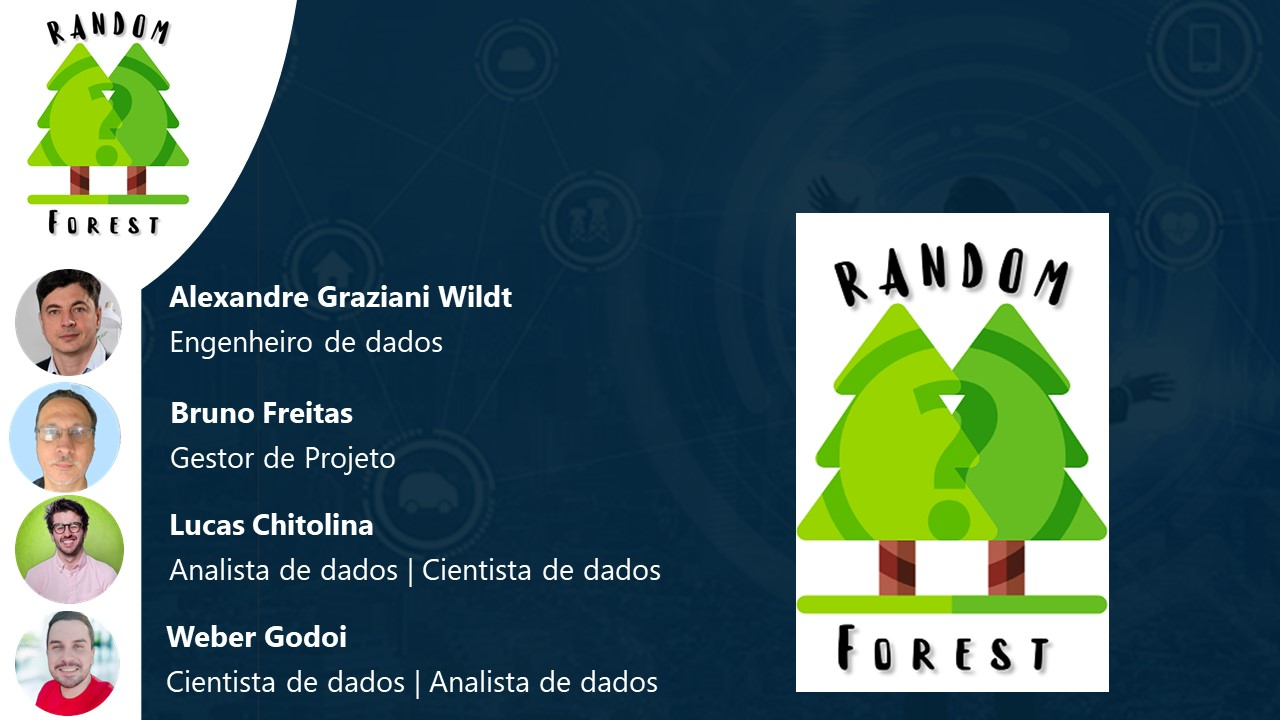 RANDOM
?
FOREST
Alexandre Graziani Wildt
Engenheiro de dados
Bruno Freitas
Gestor de Projeto
Lucas Chitolina
Analista de dados | Cientista de dados
Weber Godoi
Cientista de dados | Analista de dados
RANDOM
?
FOREST